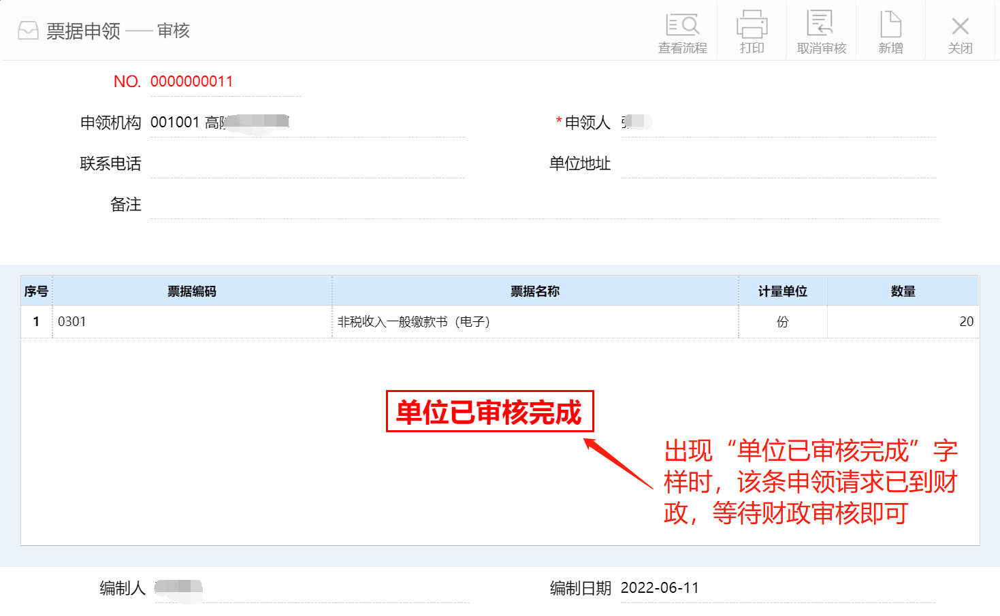 票据申领 —— 审核
查看流程 打印 取消审核 新增 关闭
NO. 0000000011
申领机构 001001 高 *申领人
联系电话 单位地址
备注
序号 票据编码 票据名称 计量单位 数量
1 0301 非税收入一般缴款书（电子） 份 20
单位已审核完成
出现“单位已审核完成”字
样时，该条申领请求已到财
政，等待财政审核即可
编制人 编制日期 2022-06-11